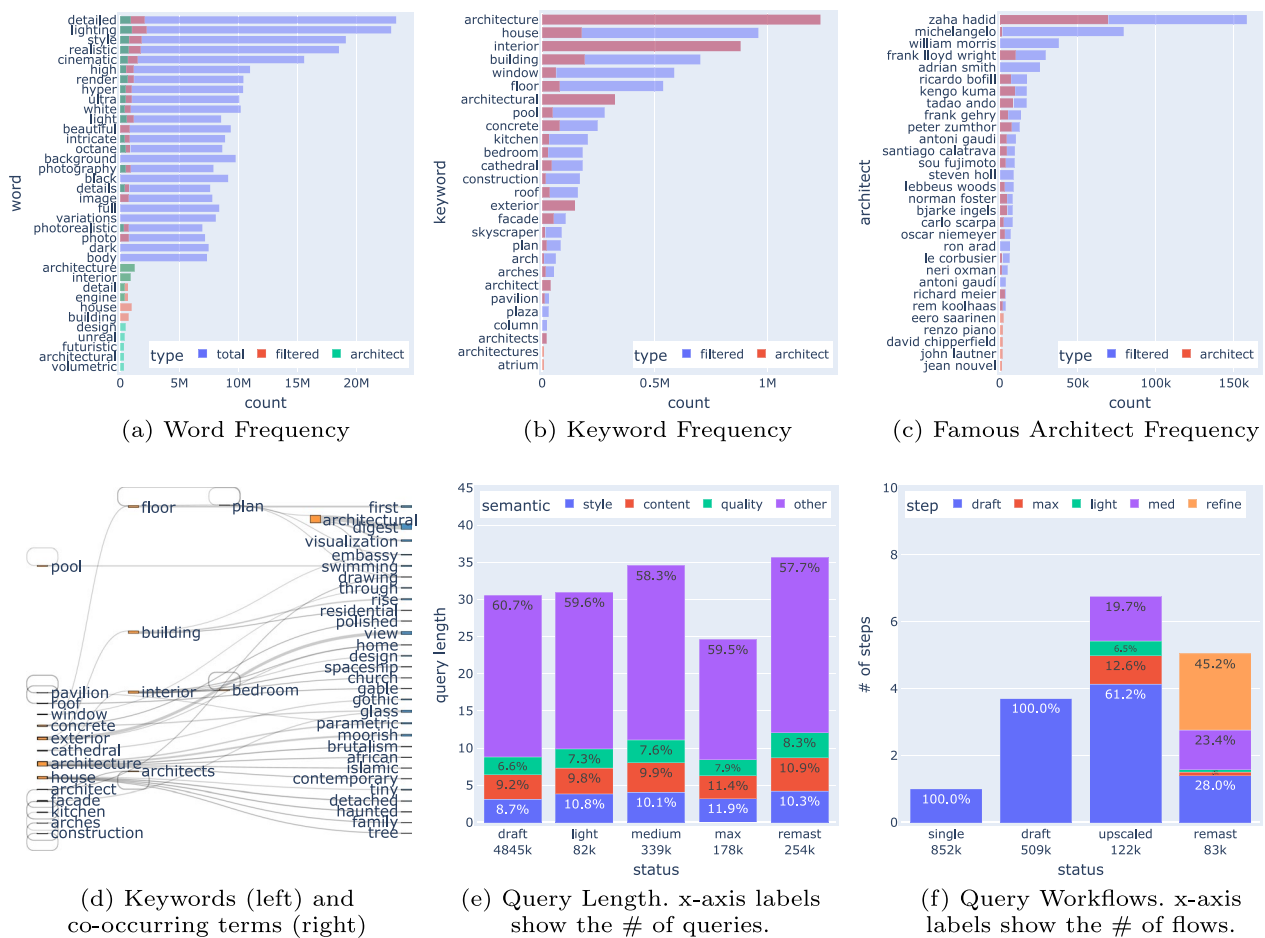 word
detailed
lighting
style
realistic
cinematic
high
render
hyper
ultra
white
light
beautiful
intricate
octane
background
photography
black
details
image
full
variations
photorealistic
photo
dark
body
architecture
interior
detail
engine
house
building
design
unreal
futuristic
architectural
volumetric
type total filtered architect
0 5M 10M 15M 20M
count
(a) Word Frequency
keyword
architecture
house
interior
building
window
floor
architectural
pool
concrete
kitchen
bedroom
cathedral
construction
roof
exterior
facade
skyscraper
plan
arch
arches
architect
pavilion
plaza
column
architects
architectures
atrium
type filtered architect
0 0.5M 1M
count
(b) Keyword Frequency
architect
zaha hadid
michelangelo
william morris
frank lloyd wright
adrian smith
ricardo bofill
kengo kuma
tadao ando
frank gehry
peter zumthor
antoni gaudi
santiago calatrava
sou fujimoto
steven holl
lebbeus woods
norman foster
bjarke ingels
carlo scarpa
oscar niemeyer
ron arad
le corbusier
neri oxman
antoni gaudí
richard meier
rem koolhaas
eero saarinen
renzo piano
david chipperfield
john lautner
jean nouvel
type filtered architect
0 50k 100k 150k
count
(c) Famous Architect Frequency
floor
plan
pool
building
interior
bedroom
pavilion
roof
window
concrete
exterior
cathedral
architecture
house
architects
architect
facade
kitchen
arches
construction
first
architectural
digest
visualization
embassy
swimming
drawing
through
rise
residential
polished
view
home
design
spaceship
church
gable
gothic
glass
parametric
moorish
brutalism
african
islamic
contemporary
tiny
detached
haunted
family
tree
(d) Keywords (left) and
co-occurring terms (right)
semantic style content quality other
query length
45
40
35
30
25
20
15
10
5
0
60.7% 59.6% 58.3% 59.5% 57.7%
6.6% 7.3% 7.6% 7.9% 8.3%
9.2% 9.8% 9.9% 11.4% 10.9%
8.7% 10.8% 10.1% 11.9% 10.3%
draft light medium max remast
4845k 82k 339k 178k 254k
status
(e) Query Length. x-axis labels
show the # of queries.
step draft max light med refine
# of steps
10
8
6
4
2
0
100.0%
100.0%
19.7%
6.5%
12.6%
61.2%
45.2%
23.4%
28.0%
single draft upscaled remast
852k 509k 122k 83k
status
(f) Query Workflows. x-axis
labels show the # of flows.